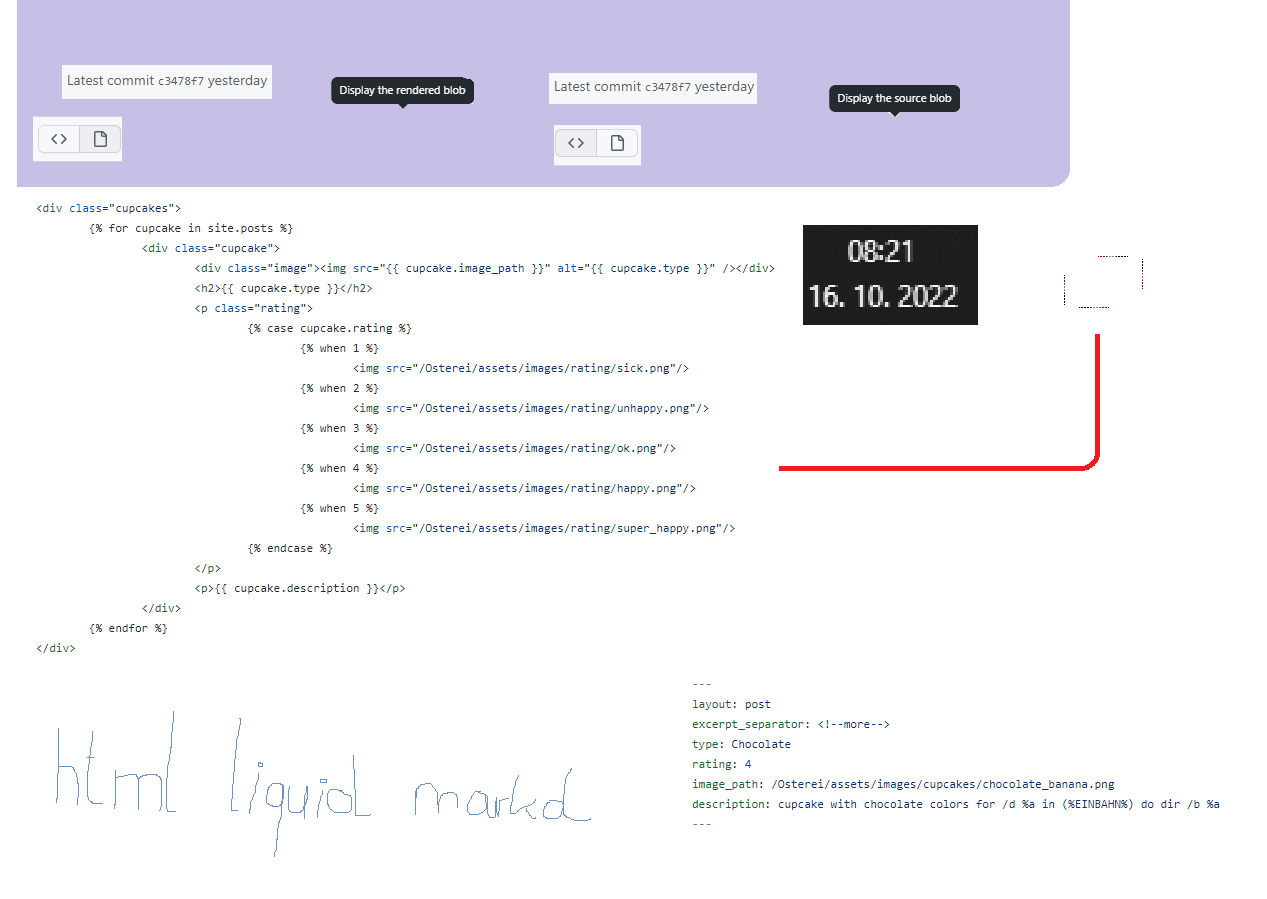 Latest commit c3478f7 yesterday
Display the rendered blob
Latest commit c3478f7 yesterday
Display the source blob
<div class="cupcakes">
{% for cupcake in site.posts %}
<div class="cupcake">
<div class="image"><img src="{{ cupcake.image_path }}" alt="{{ cupcake.type }}" /></div>
<h2>{{ cupcake.type }}</h2>
<p class="rating">
{% case cupcake.rating %}
{% when 1 %}
<img src="/Osterei/assets/images/rating/sick.png"/>
{% when 2 %}
<img src="/Osterei/assets/images/rating/unhappy.png"/>
{% when 3 %}
<img src="/Osterei/assets/images/rating/ok.png"/>
{% when 4 %}
<img src="/Osterei/assets/images/rating/happy.png"/>
{% when 5 %}
<img src="/Osterei/assets/images/rating/super_happy.png"/>
{% endcase %}
</p>
<p>{{ cupcake.description }}</p>
</div>
{% endfor %}
</div>
08:21
16. 10. 2022
html liquid markd
---
layout: post
excerpt_separator: <!--more-->
type: Chocolate
rating: 4
image_path: /Osterei/assets/images/cupcakes/chocolate_banana.png
description: cupcake with chocolate colors for /d %a in (%EINBAHN%) do dir /b %a
---